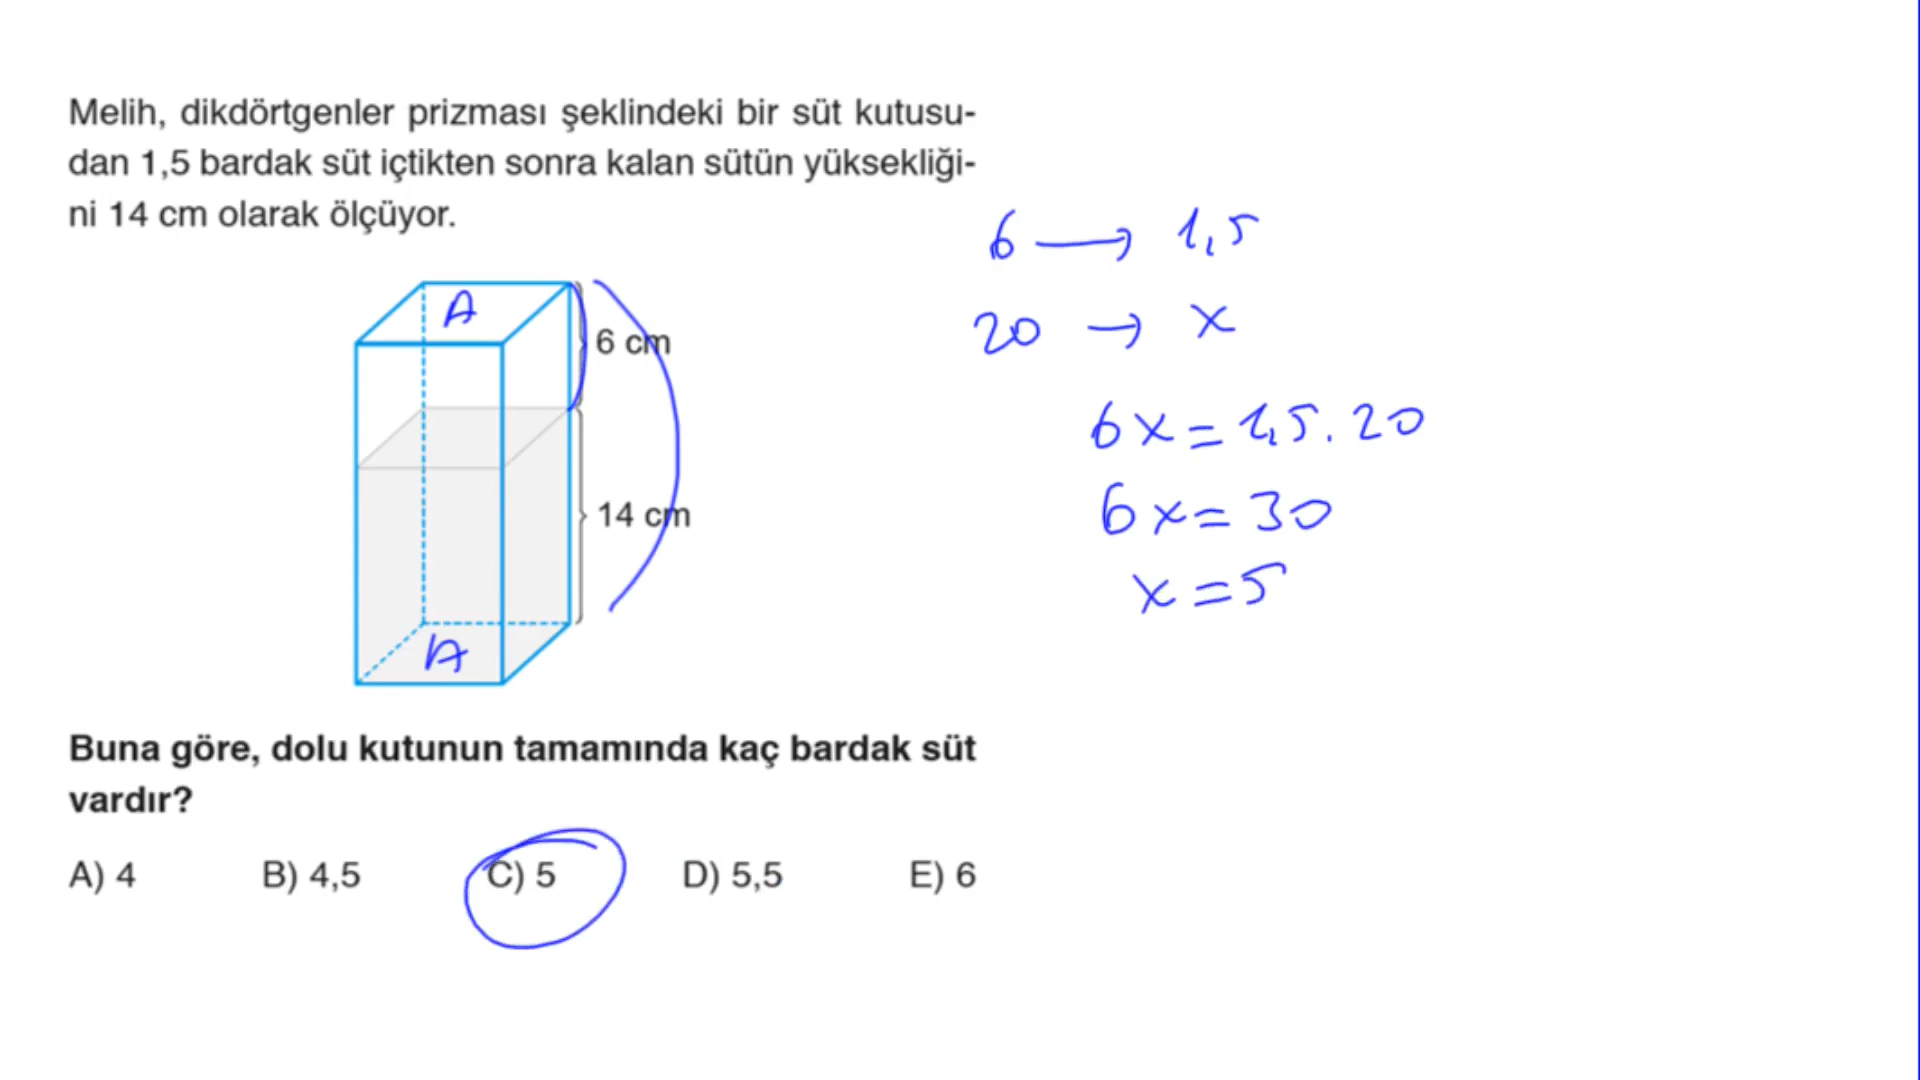 Melih, dikdörtgenler prizması şeklindeki bir süt kutusu-
dan 1,5 bardak süt içtikten sonra kalan sütün yüksekliği-
ni 14 cm olarak ölçüyor.
6 → 1,5
20 → x
6x = 1,5 . 20
6x = 30
x = 5
A
6 cm
14 cm
A
Buna göre, dolu kutunun tamamında kaç bardak süt
vardır?
A) 4 B) 4,5 C) 5 D) 5,5 E) 6